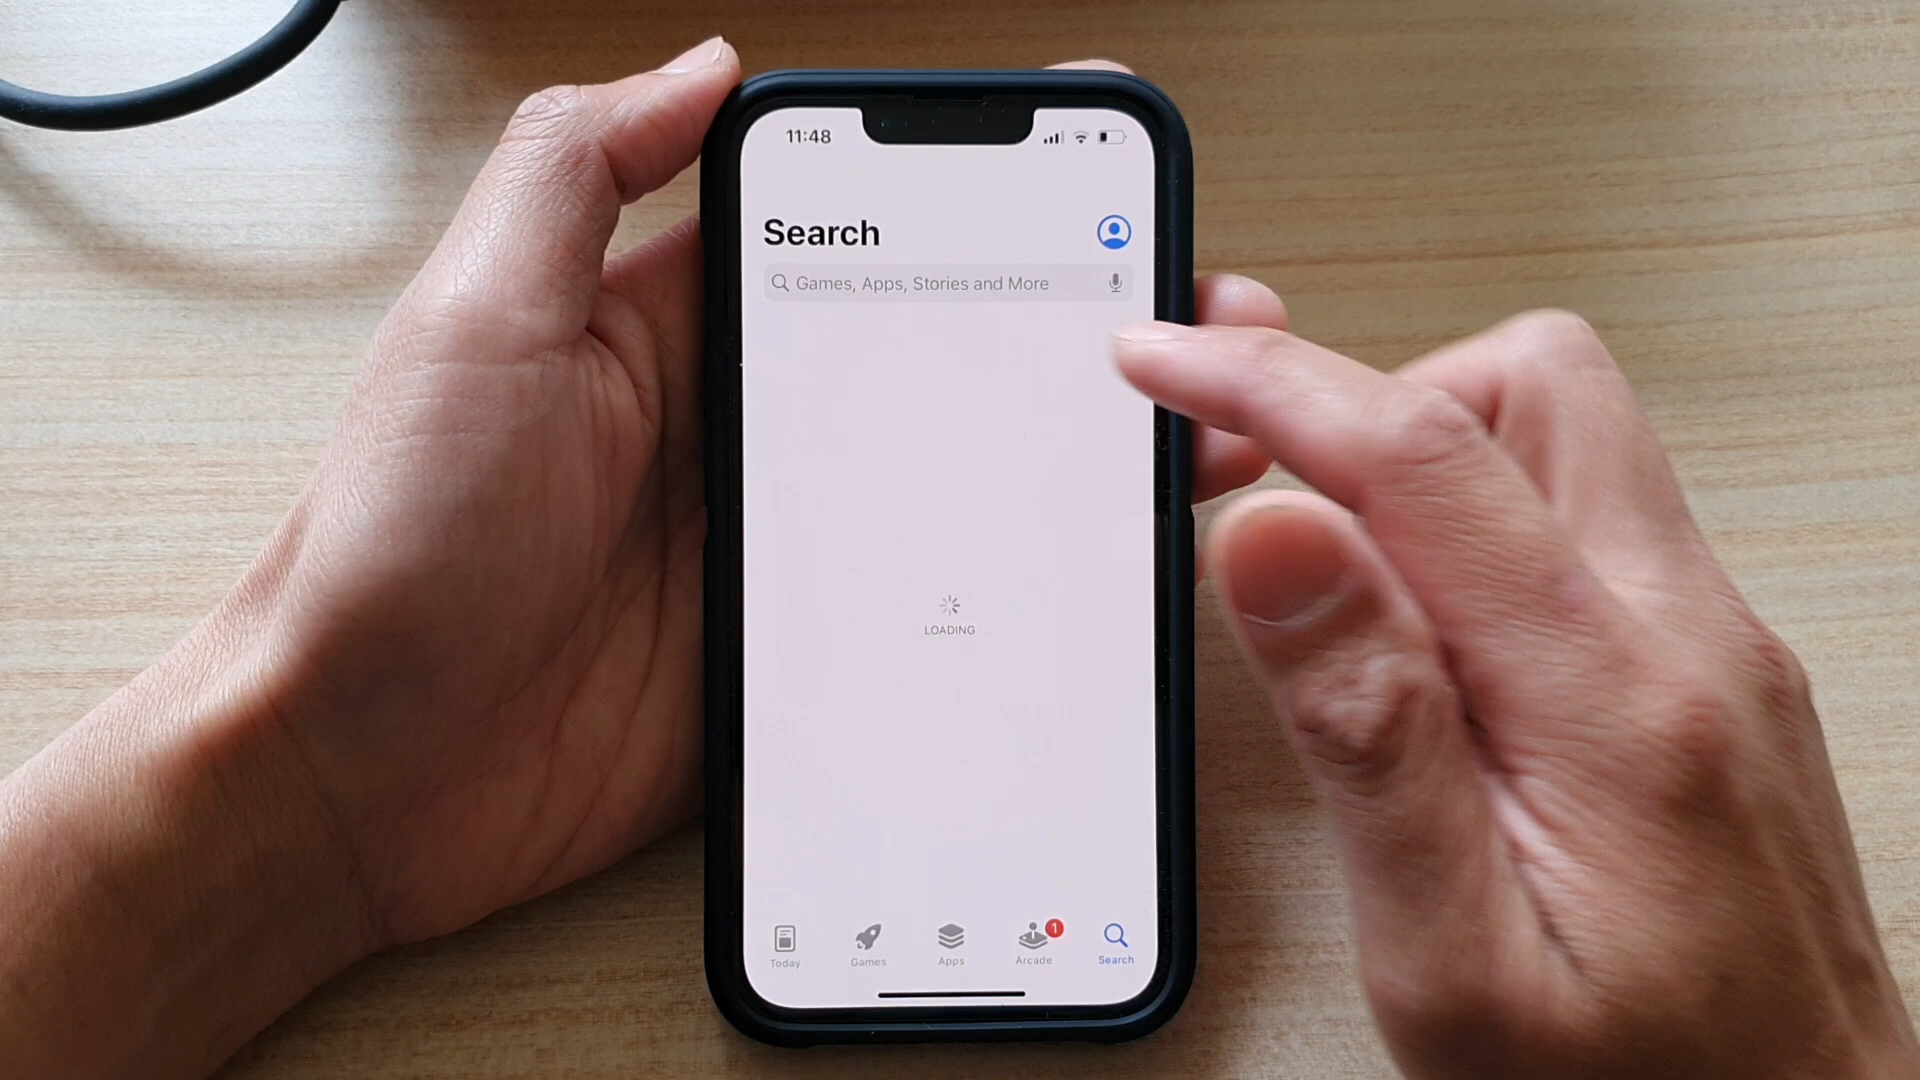 11:48
Search
Games, Apps, Stories and More
LOADING
1
Today
Games
Apps
Arcade
Search